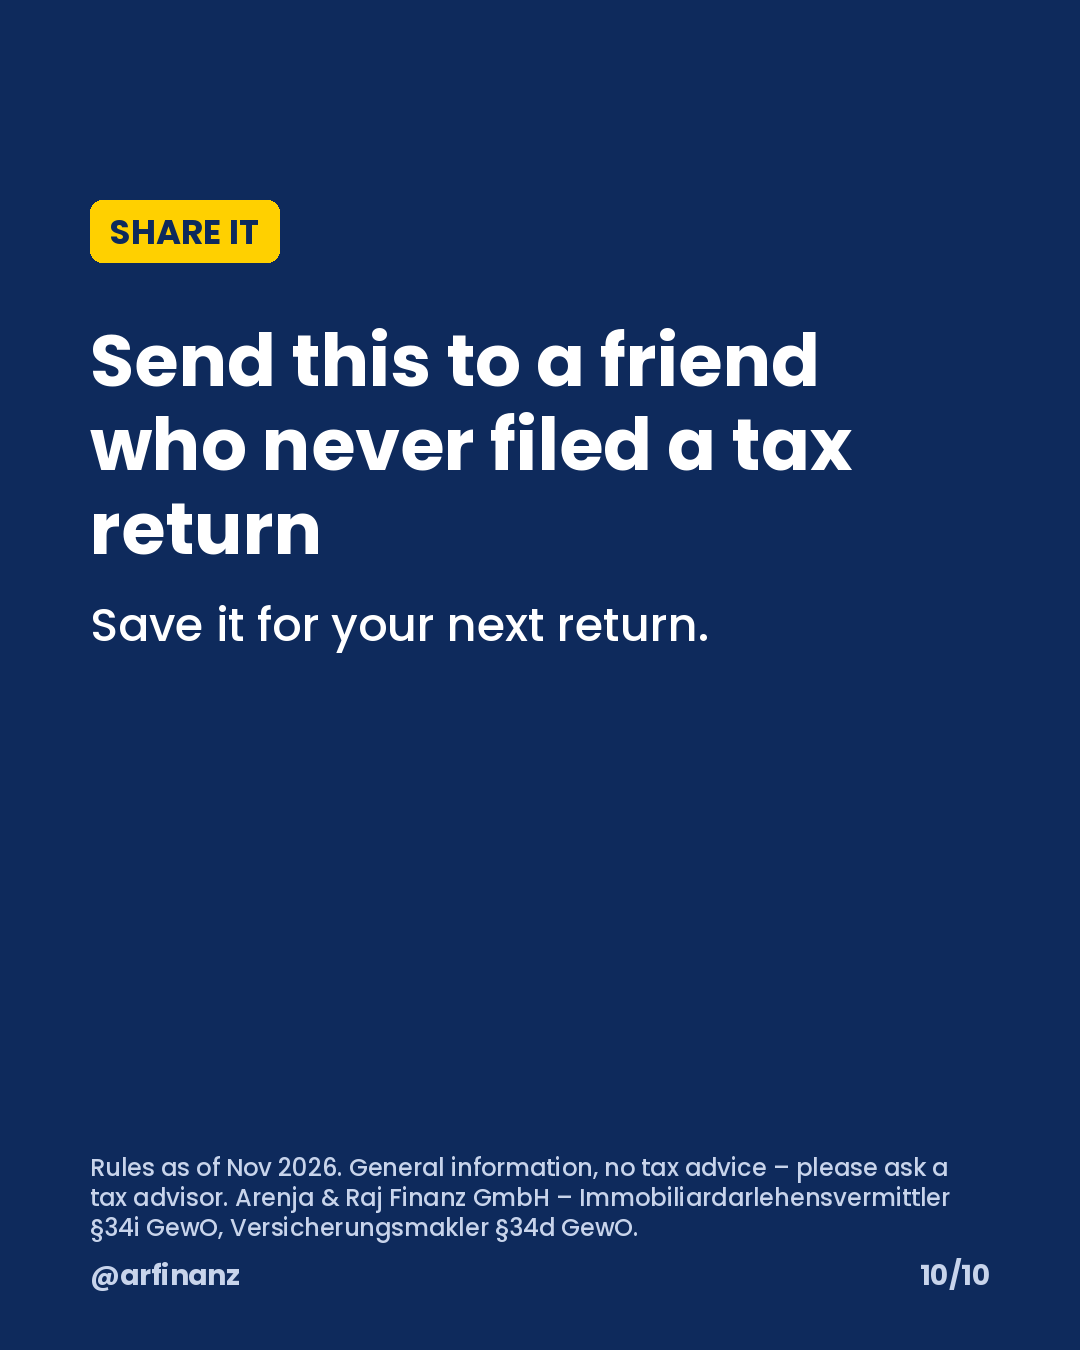 SHARE IT
Send this to a friend
who never filed a tax
return
Save it for your next return.
Rules as of Nov 2026. General information, no tax advice – please ask a
tax advisor. Arenja & Raj Finanz GmbH – Immobiliardarlehensvermittler
§34i GewO, Versicherungsmakler §34d GewO.
@arfinanz
10/10